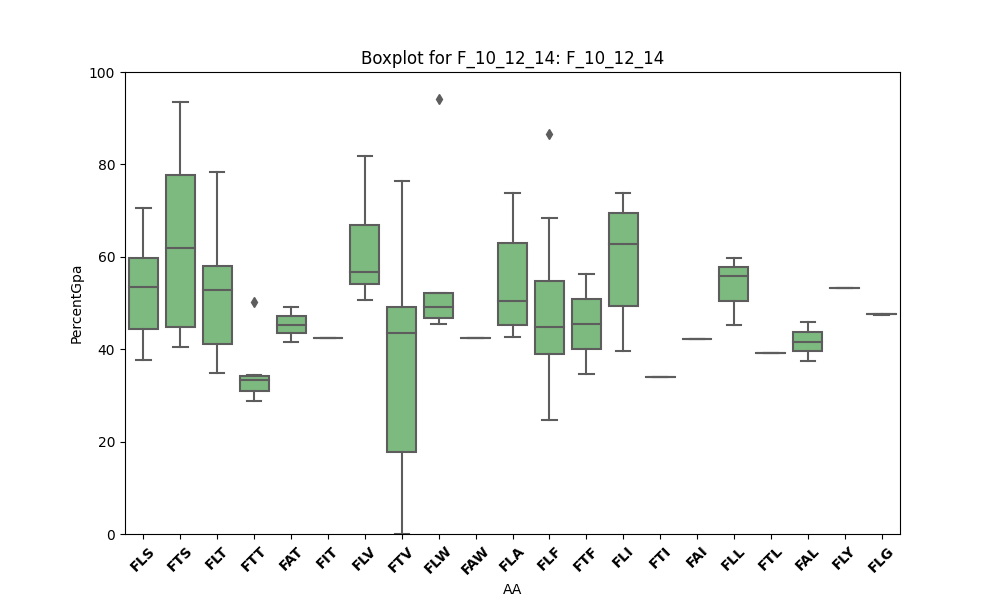 Boxplot for F_10_12_14: F_10_12_14
100
80
60
40
20
0
PercentGpa
FLS FTS FLT FTT FAT FIT FLV FTV FLW FAW FLA FLF FTF FLI FTI FAI FLL FTL FAL FLY FLG
AA